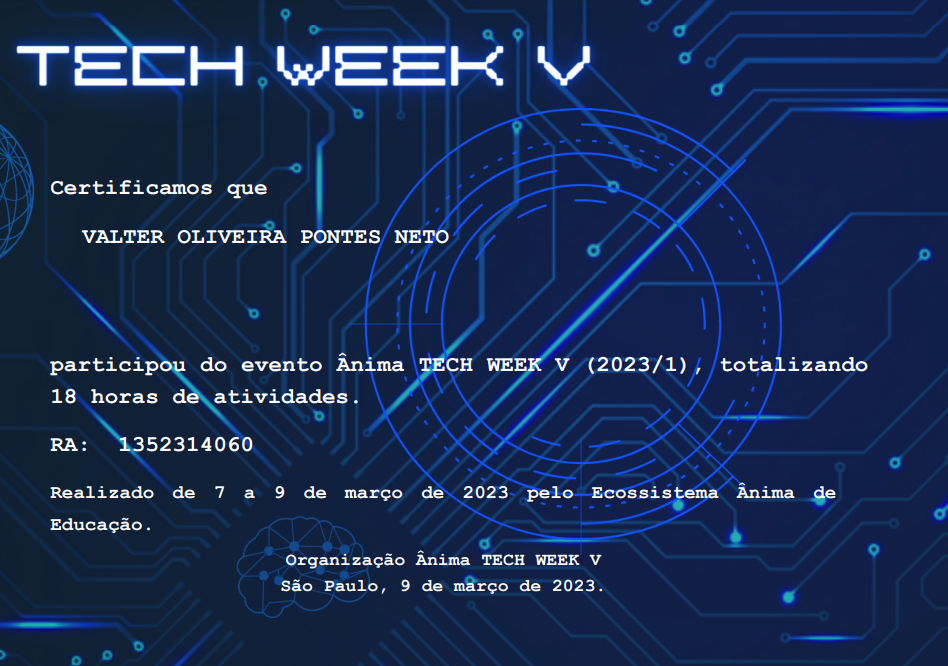 TECH WEEK V
Certificamos que
VALTER OLIVEIRA PONTES NETO
participou do evento Ânima TECH WEEK V (2023/1), totalizando
18 horas de atividades.
RA: 1352314060
Realizado de 7 a 9 de março de 2023 pelo Ecossistema Ânima de
Educação.
Organização Ânima TECH WEEK V
São Paulo, 9 de março de 2023.